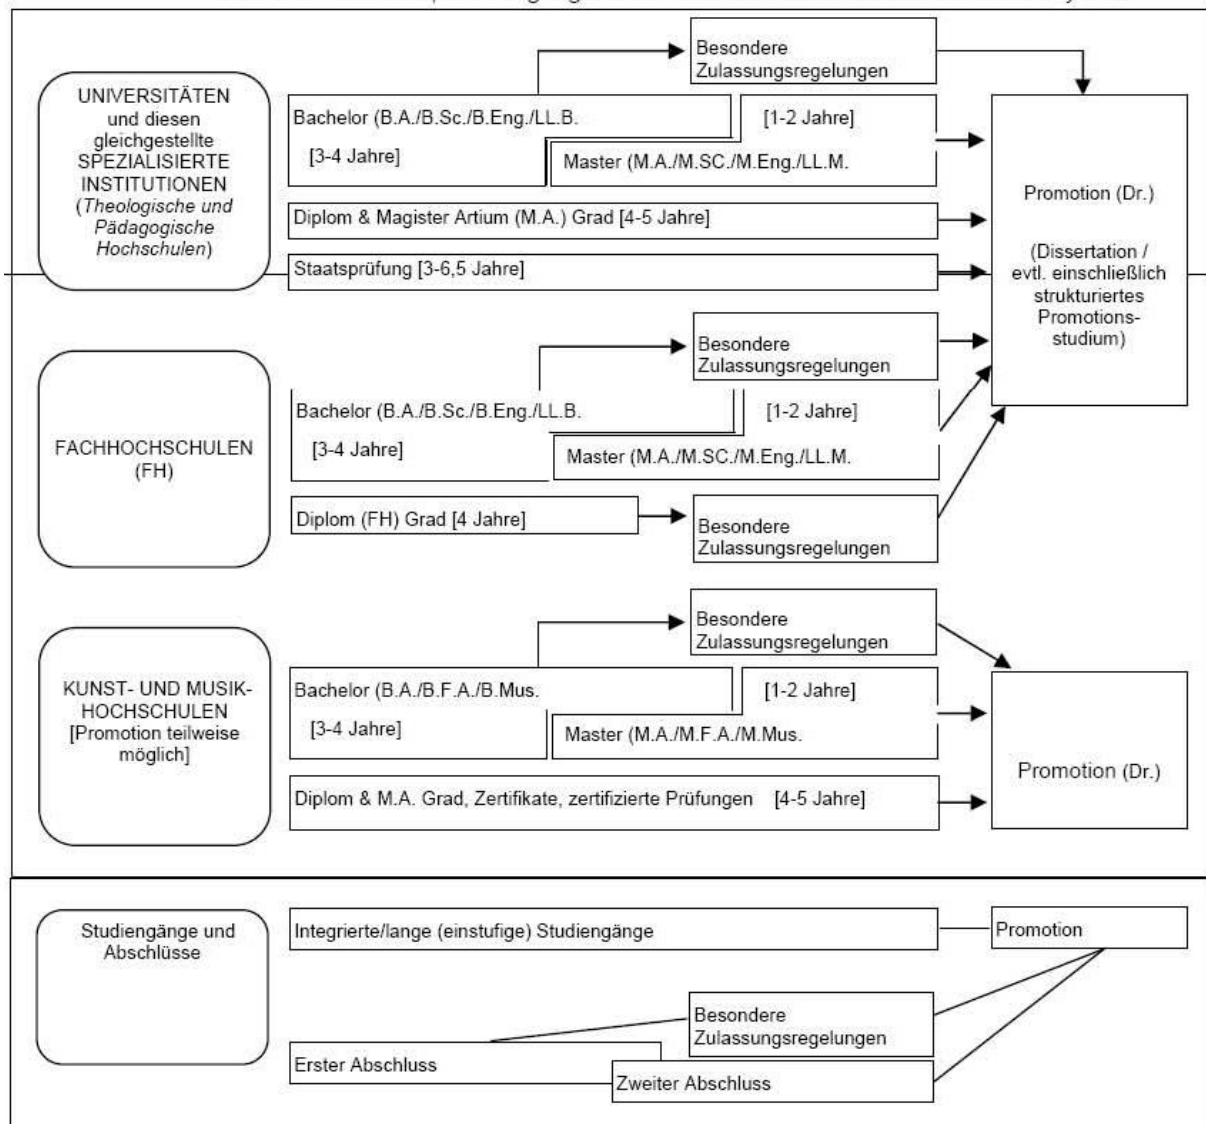 Besondere
Zulassungsregelungen
UNIVERSITÄTEN
und diesen
gleichgestellte
SPEZIALISIERTE
INSTITUTIONEN
(Theologische und
Pädagogische
Hochschulen)
Bachelor (B.A./B.Sc./B.Eng./LL.B.
[3-4 Jahre]
[1-2 Jahre]
Master (M.A./M.SC./M.Eng./LL.M.
Diplom & Magister Artium (M.A.) Grad [4-5 Jahre]
Staatsprüfung [3-6,5 Jahre]
Promotion (Dr.)
(Dissertation /
evtl. einschließlich
strukturiertes
Promotions-
studium)
FACHHOCHSCHULEN
(FH)
Besondere
Zulassungsregelungen
Bachelor (B.A./B.Sc./B.Eng./LL.B.
[3-4 Jahre]
[1-2 Jahre]
Master (M.A./M.SC./M.Eng./LL.M.
Diplom (FH) Grad [4 Jahre]
Besondere
Zulassungsregelungen
KUNST- UND MUSIK-
HOCHSCHULEN
[Promotion teilweise
möglich]
Besondere
Zulassungsregelungen
Bachelor (B.A./B.F.A./B.Mus.
[3-4 Jahre]
[1-2 Jahre]
Master (M.A./M.F.A./M.Mus.
Diplom & M.A. Grad, Zertifikate, zertifizierte Prüfungen [4-5 Jahre]
Promotion (Dr.)
Studiengänge und
Abschlüsse
Integrierte/lange (einstufige) Studiengänge
Promotion
Besondere
Zulassungsregelungen
Erster Abschluss
Zweiter Abschluss